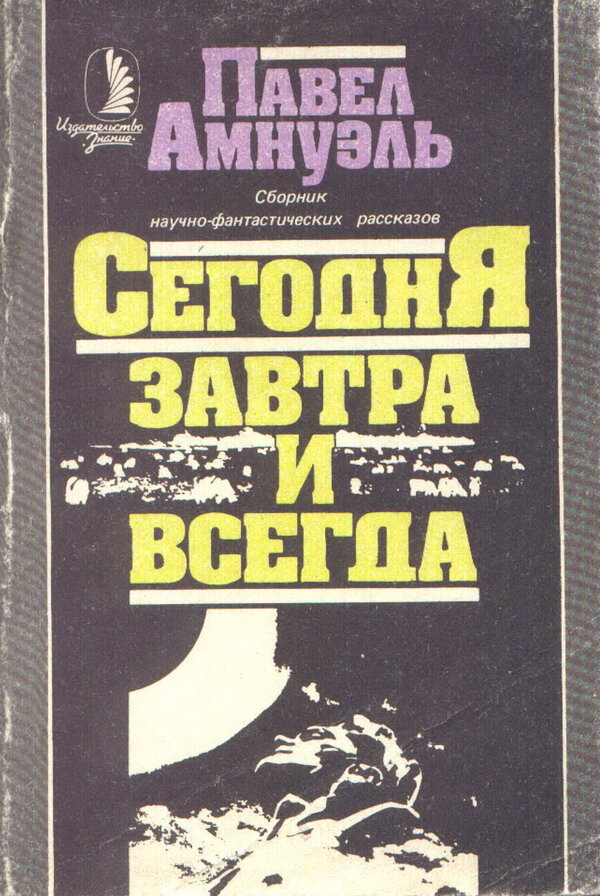 Издательство
·Знание·
Павел
Амнуэль
Сборник
научно-фантастических рассказов
Сегодня
завтра
и
всегда